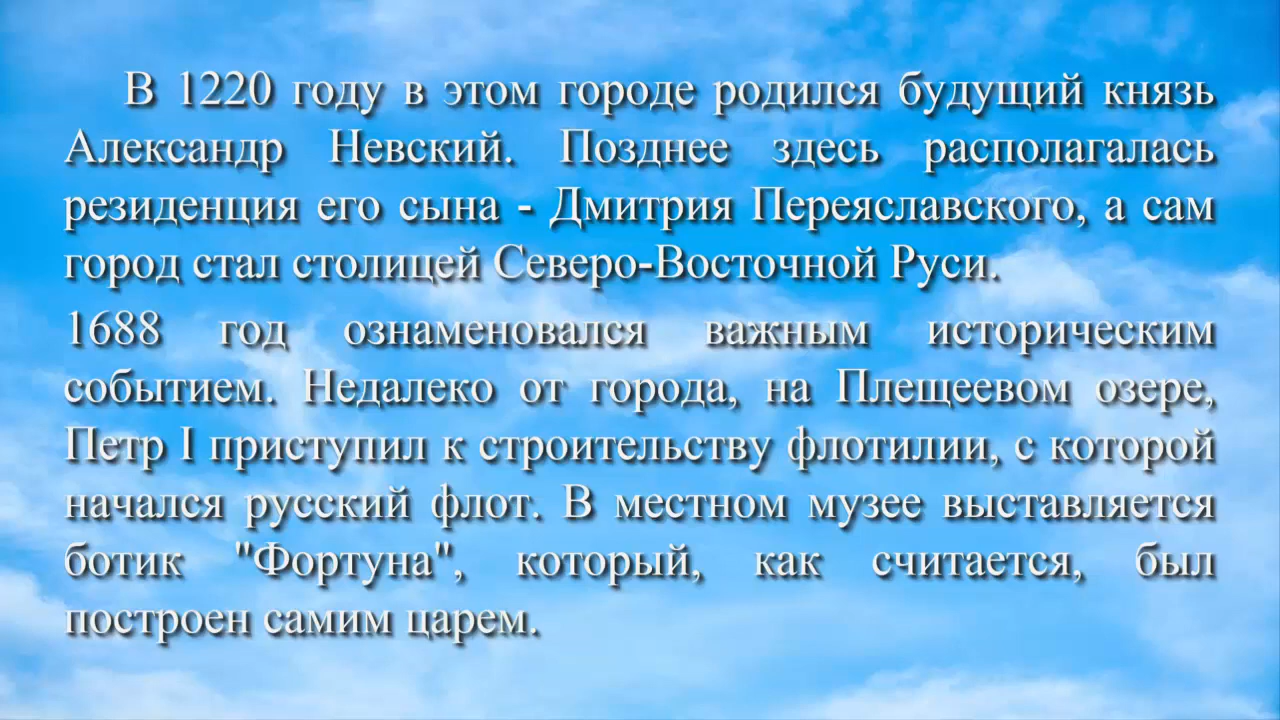 В 1220 году в этом городе родился будущий князь
Александр Невский. Позднее здесь располагалась
резиденция его сына - Дмитрия Переяславского, а сам
город стал столицей Северо-Восточной Руси.
1688 год ознаменовался важным историческим
событием. Недалеко от города, на Плещеевом озере,
Петр I приступил к строительству флотилии, с которой
начался русский флот. В местном музее выставляется
ботик "Фортуна", который, как считается, был
построен самим царем.